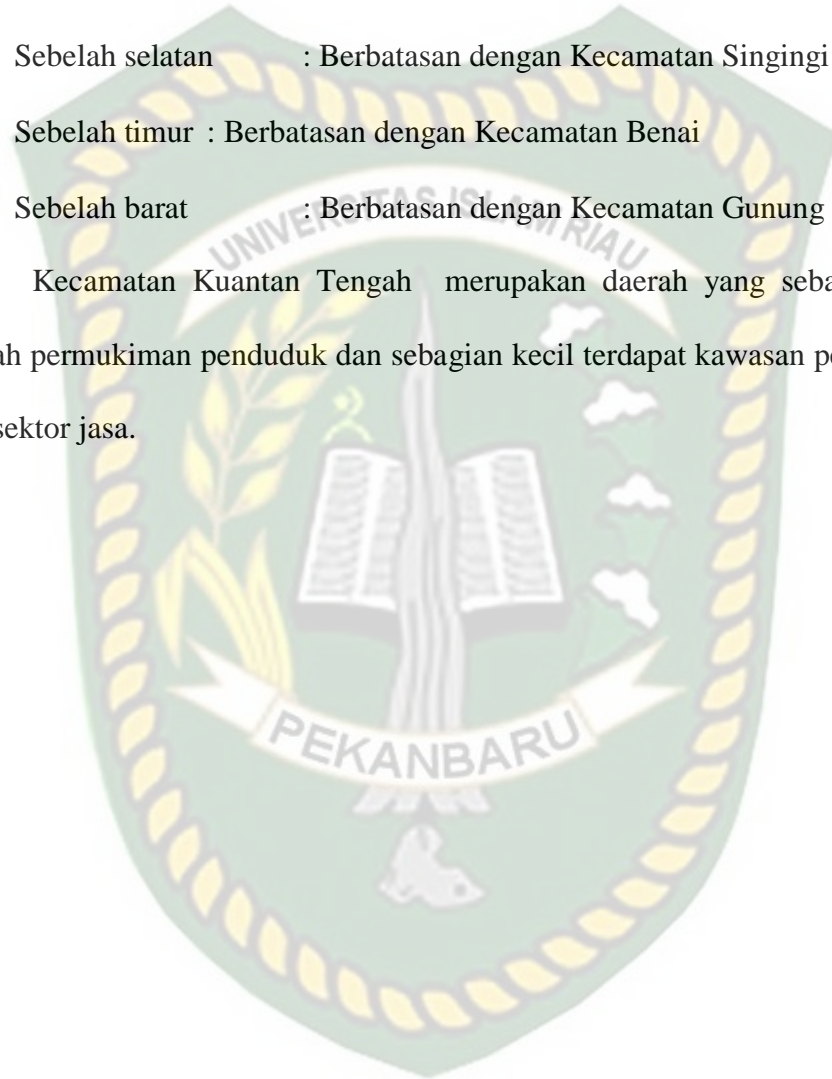 Sebelah selatan : Berbatasan dengan Kecamatan Singingi
Sebelah timur : Berbatasan dengan Kecamatan Benai
Sebelah barat : Berbatasan dengan Kecamatan Gunung
UNIVERSITAS ISLAM RIAU
Kecamatan Kuantan Tengah merupakan daerah yang seba
ah permukiman penduduk dan sebagian kecil terdapat kawasan pe
sektor jasa.
PEKANBARU